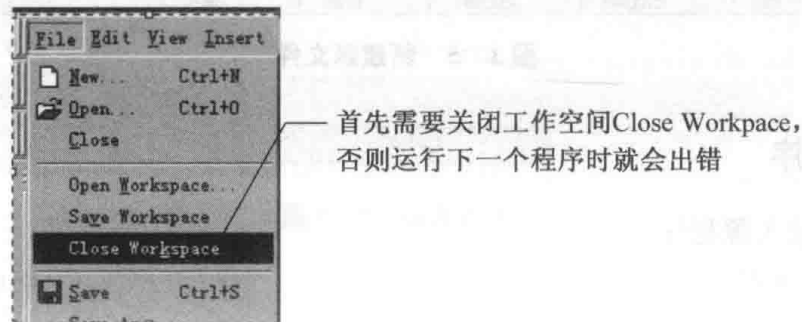 File Edit View Insert
New... Ctrl+N
Open... Ctrl+O
Close
Open Workspace...
Save Workspace
Close Workspace
Save Ctrl+S
首先需要关闭工作空间Close Workpace,
否则运行下一个程序时就会出错
序